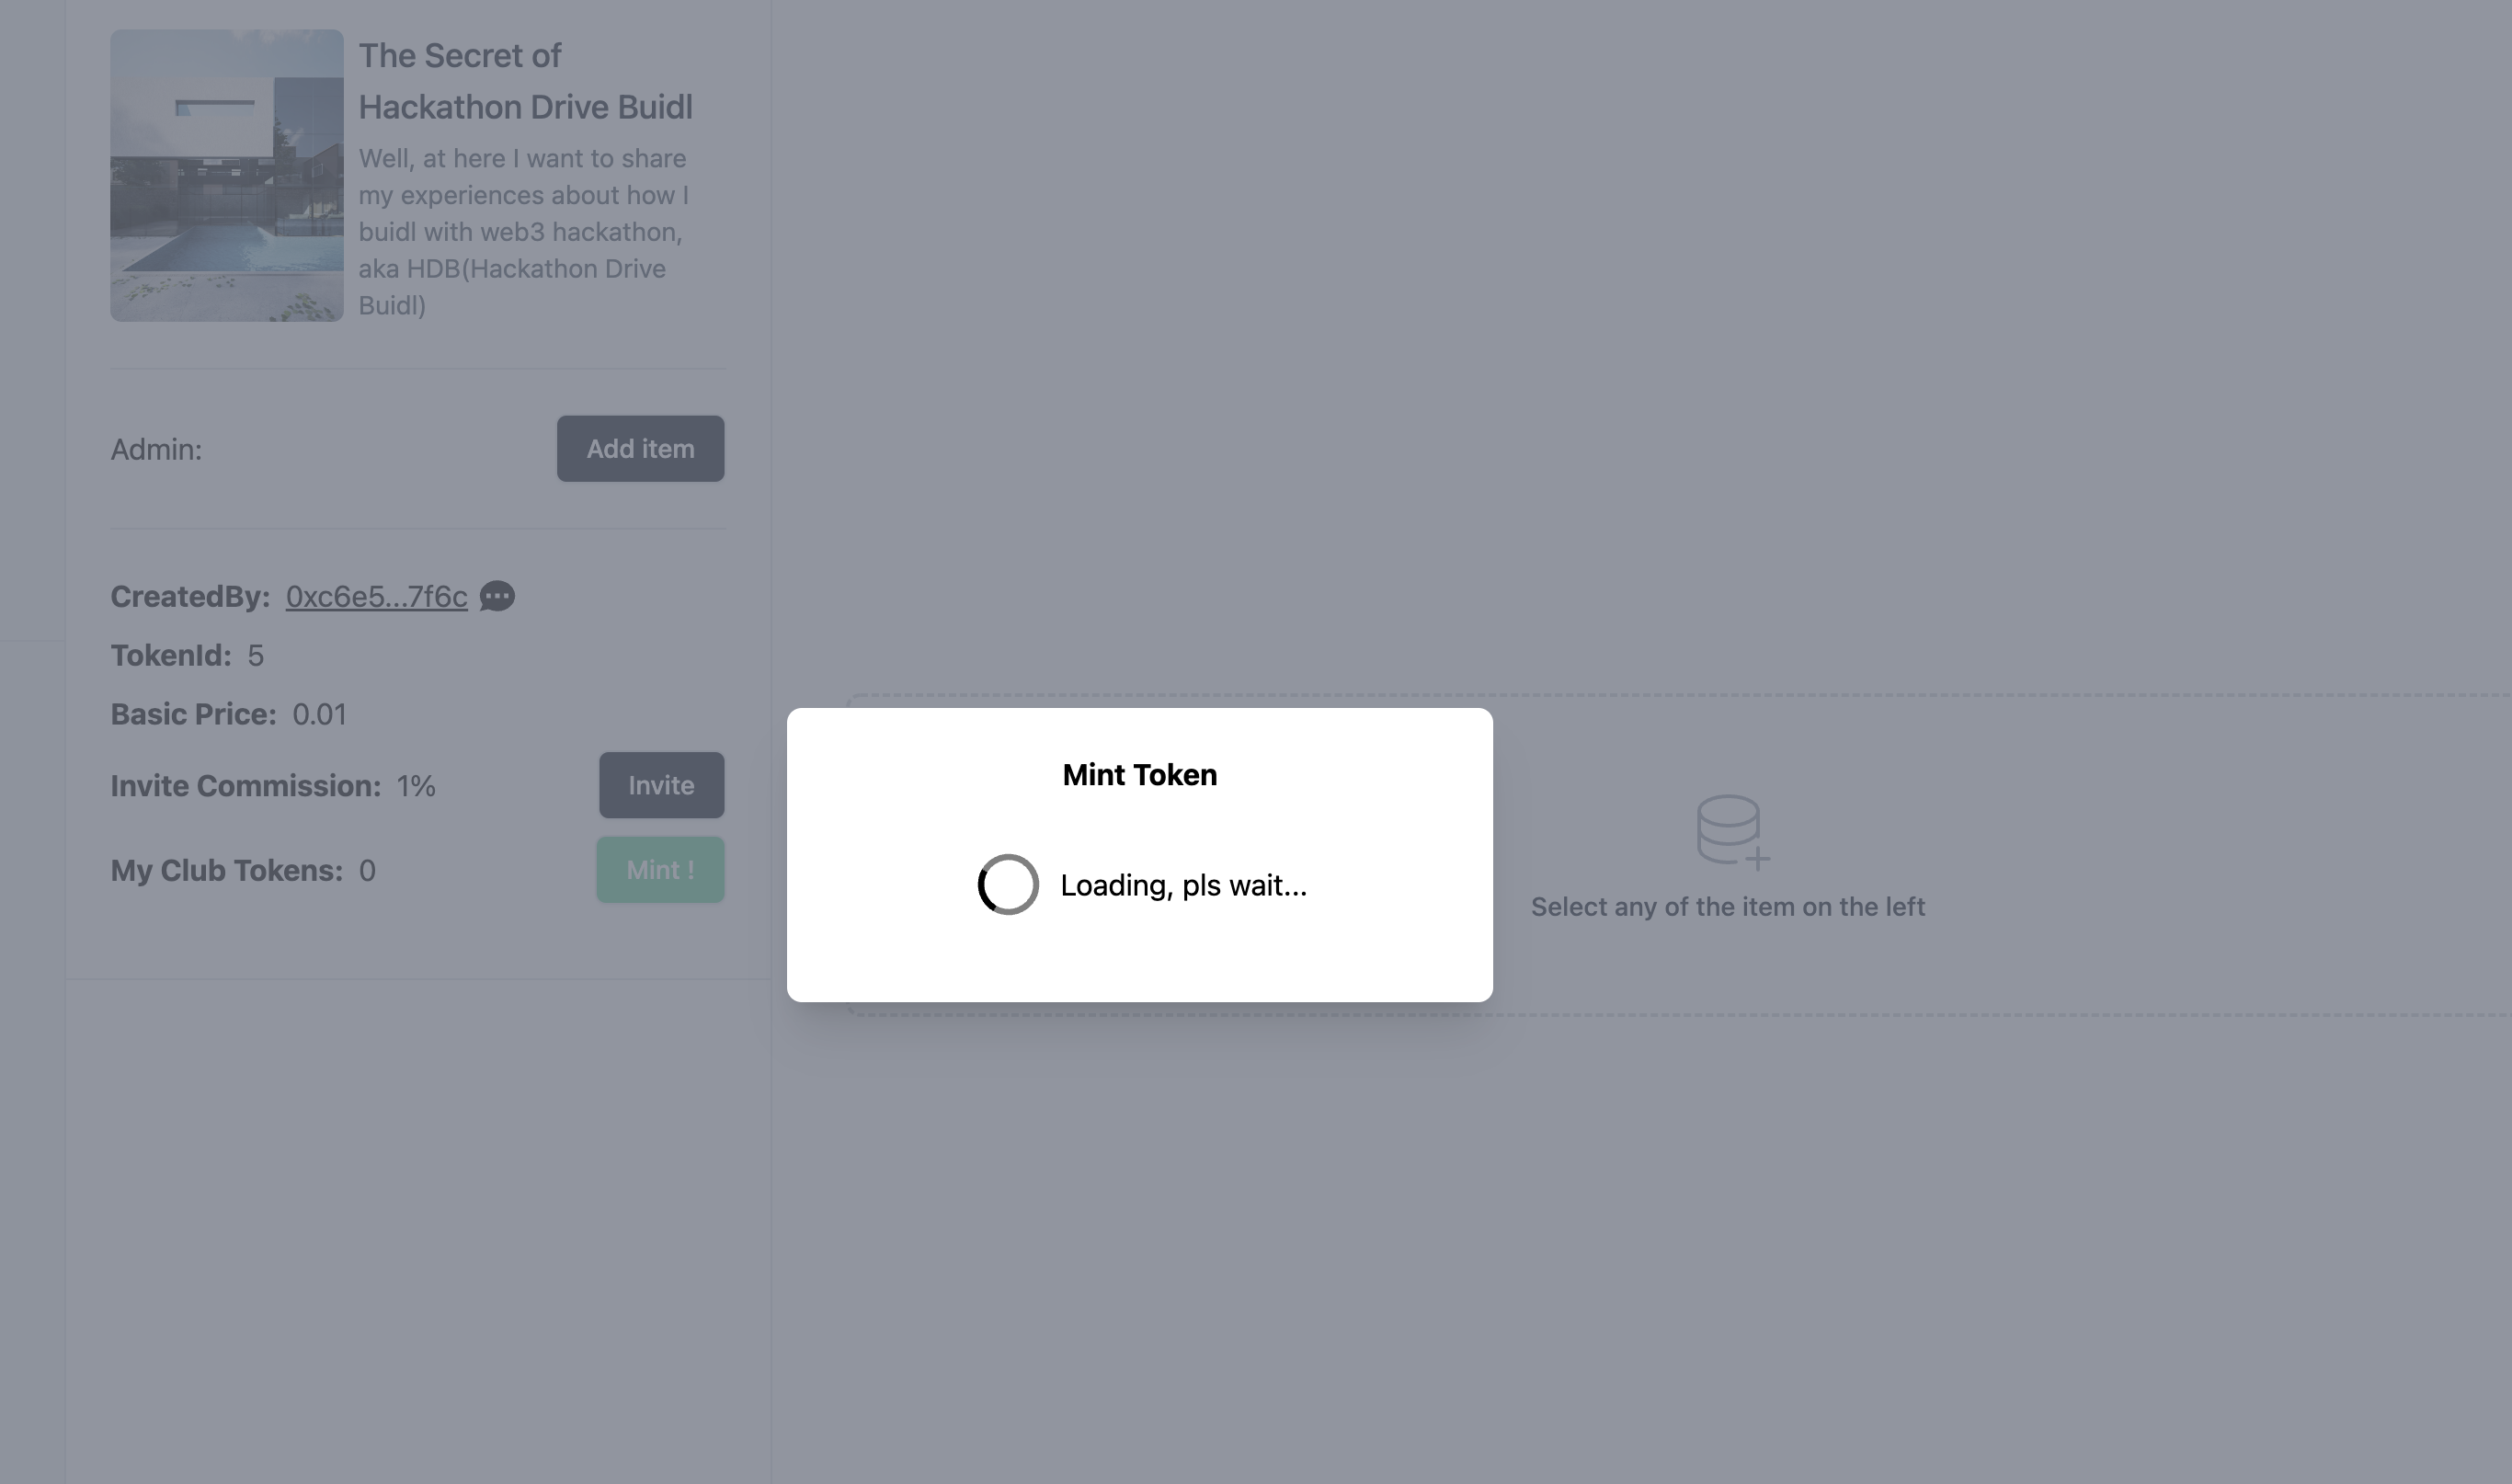 The Secret of
Hackathon Drive Buidl
Well, at here I want to share
my experiences about how I
buidl with web3 hackathon,
aka HDB(Hackathon Drive
Buidl)
Admin:
Add item
CreatedBy: 0xc6e5...7f6c
TokenId: 5
Basic Price: 0.01
Invite Commission: 1%
Invite
My Club Tokens: 0
Mint !
Mint Token
Loading, pls wait...
Select any of the item on the left